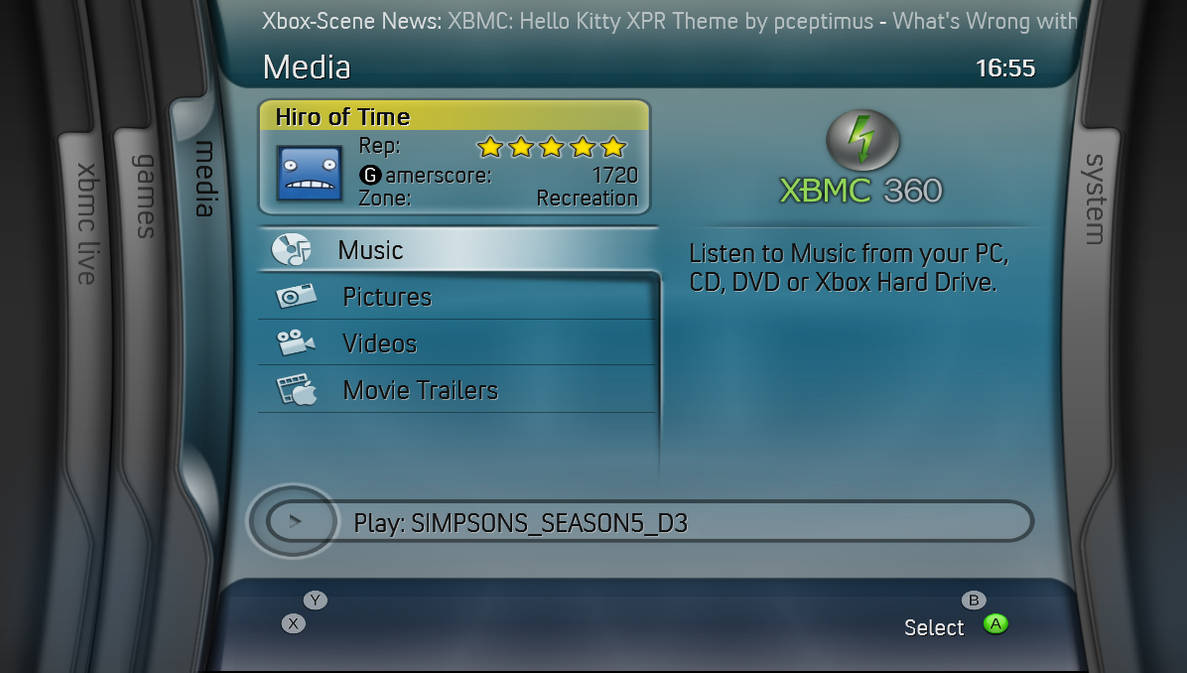 Xbox-Scene News: XBMC: Hello Kitty XPR Theme by pceptimus - What's Wrong with
Media
16:55
xbmc live
games
media
Hiro of Time
Rep:
Gamerscore: 1720
Zone: Recreation
XBMC 360
Music
Pictures
Videos
Movie Trailers
Listen to Music from your PC,
CD, DVD or Xbox Hard Drive.
system
Play: SIMPSONS_SEASON5_D3
Y
X
B
Select A